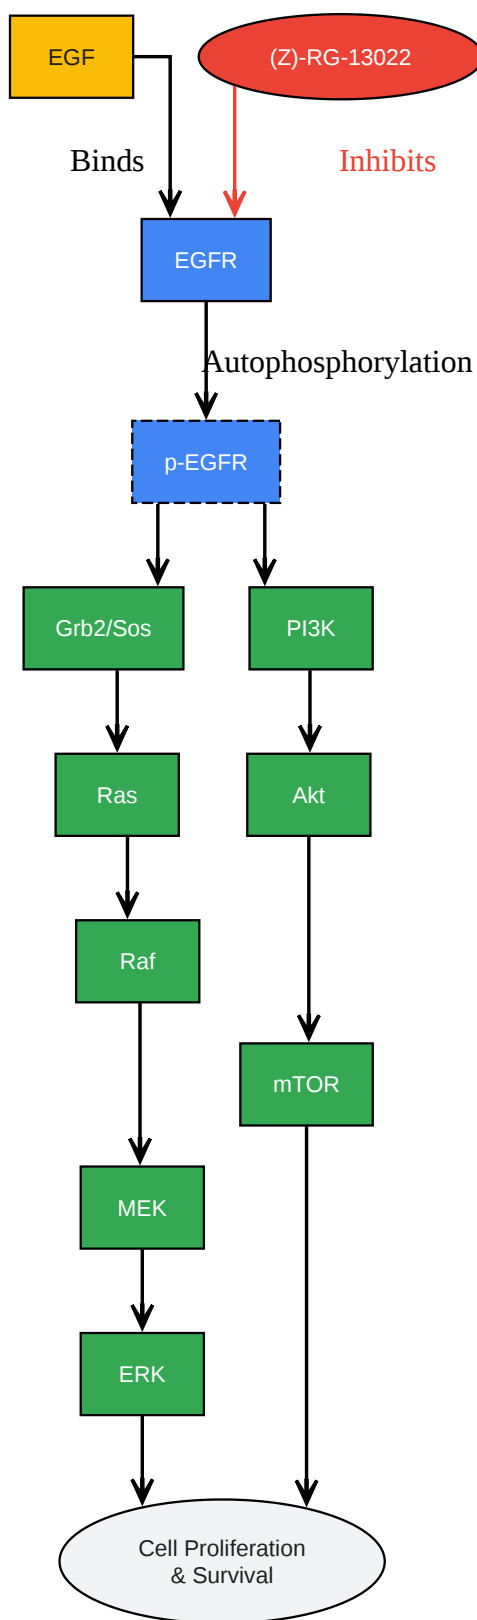 EGF
(Z)-RG-13022
Binds
Inhibits
EGFR
Autophosphorylation
p-EGFR
Grb2/Sos
PI3K
Ras
Akt
Raf
mTOR
MEK
ERK
Cell Proliferation
& Survival